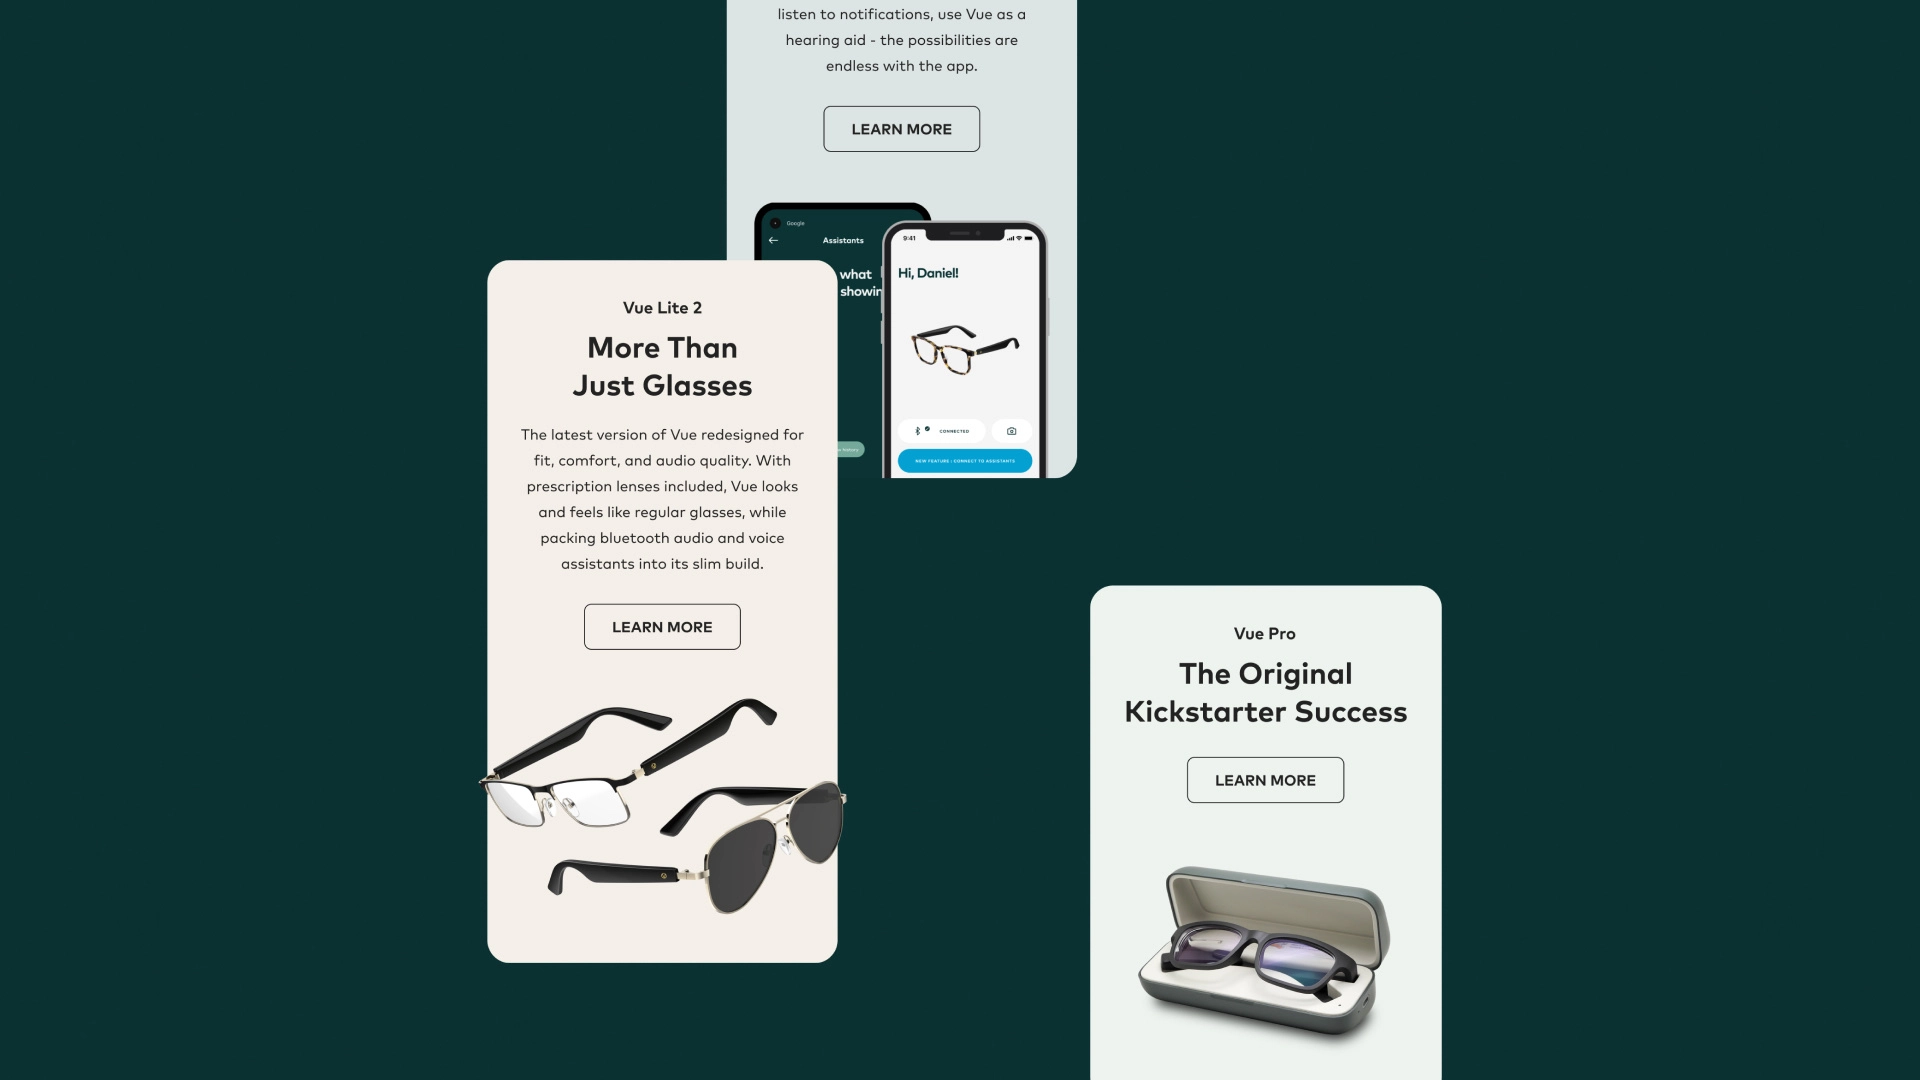 listen to notifications, use Vue as a
hearing aid - the possibilities are
endless with the app.
LEARN MORE
Google
Assistants
what
showin
9:41
Hi, Daniel!
CONNECTED
NEW FEATURE : CONNECT TO ASSISTANTS
history
Vue Lite 2
More Than
Just Glasses
The latest version of Vue redesigned for
fit, comfort, and audio quality. With
prescription lenses included, Vue looks
and feels like regular glasses, while
packing bluetooth audio and voice
assistants into its slim build.
LEARN MORE
Vue Pro
The Original
Kickstarter Success
LEARN MORE